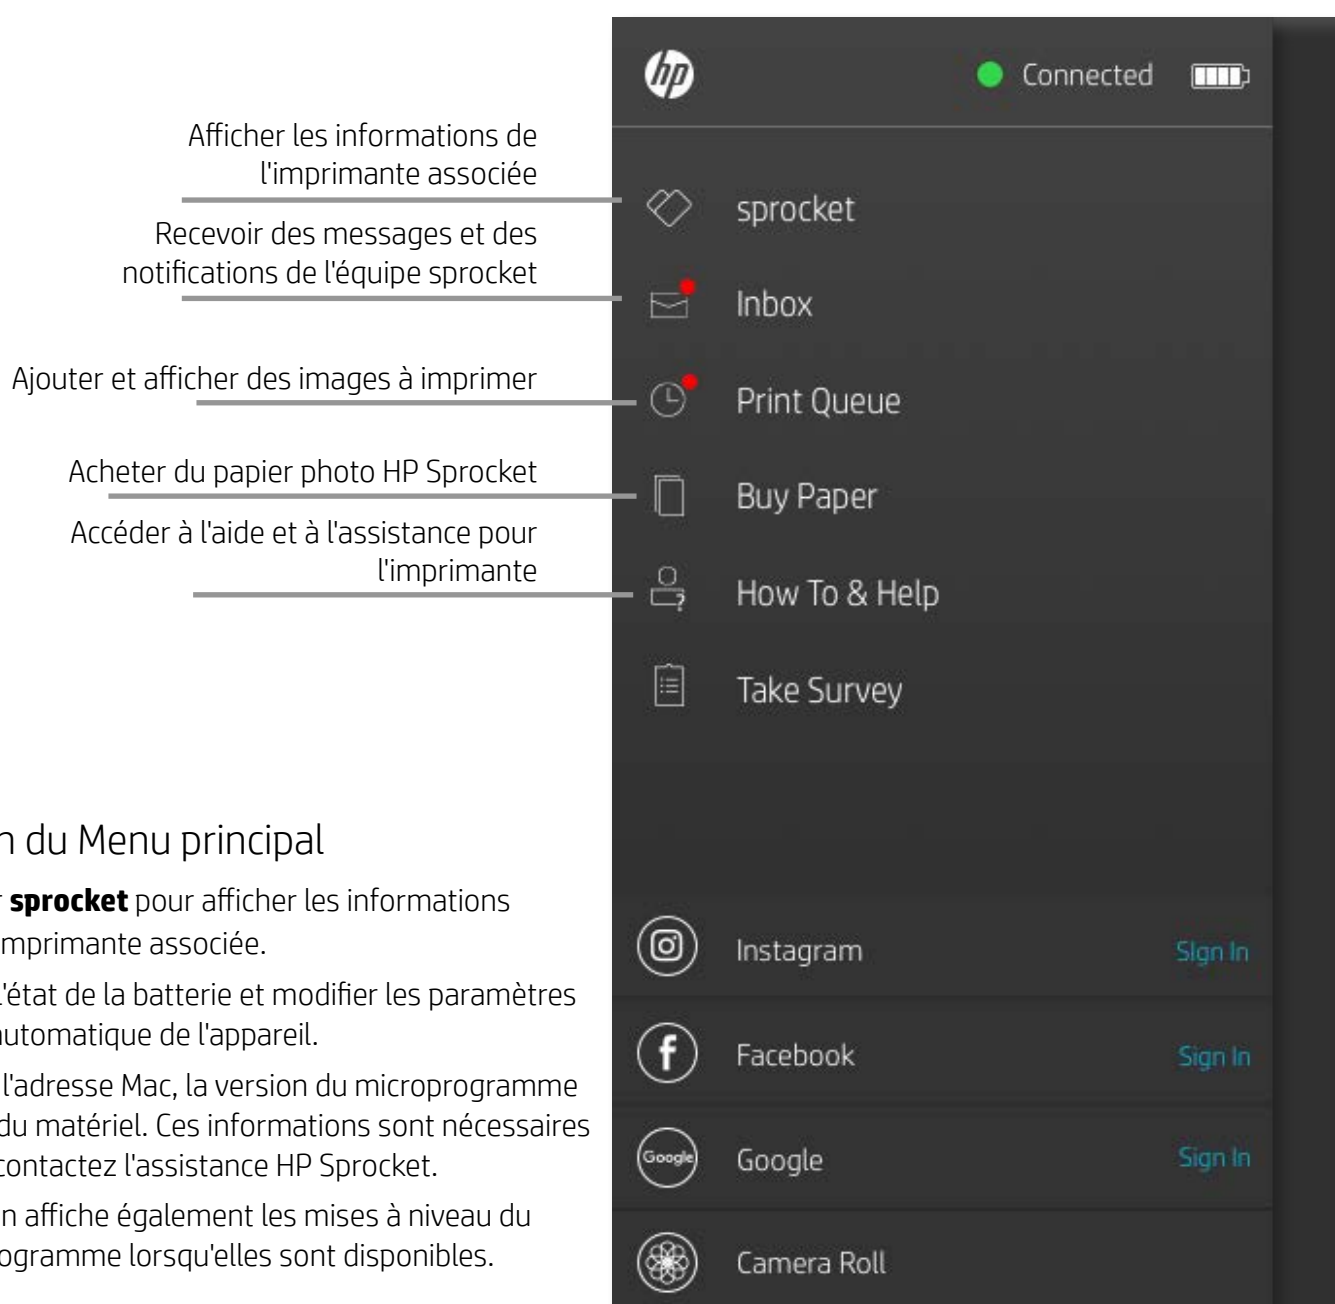 hp
Connected
Afficher les informations de
l'imprimante associée
sprocket
Recevoir des messages et des
notifications de l'équipe sprocket
Inbox
Ajouter et afficher des images à imprimer
Print Queue
Acheter du papier photo HP Sprocket
Buy Paper
Accéder à l'aide et à l'assistance pour
l'imprimante
How To & Help
Take Survey
du Menu principal
sprocket pour afficher les informations
imprimante associée.
l'état de la batterie et modifier les paramètres
automatique de l'appareil.
l'adresse Mac, la version du microprogramme
du matériel. Ces informations sont nécessaires
contactez l'assistance HP Sprocket.
affiche également les mises à niveau du
lorsqu'elles sont disponibles.
Instagram
SIgn In
Facebook
Sign In
Google
Google
Sign In
Camera Roll